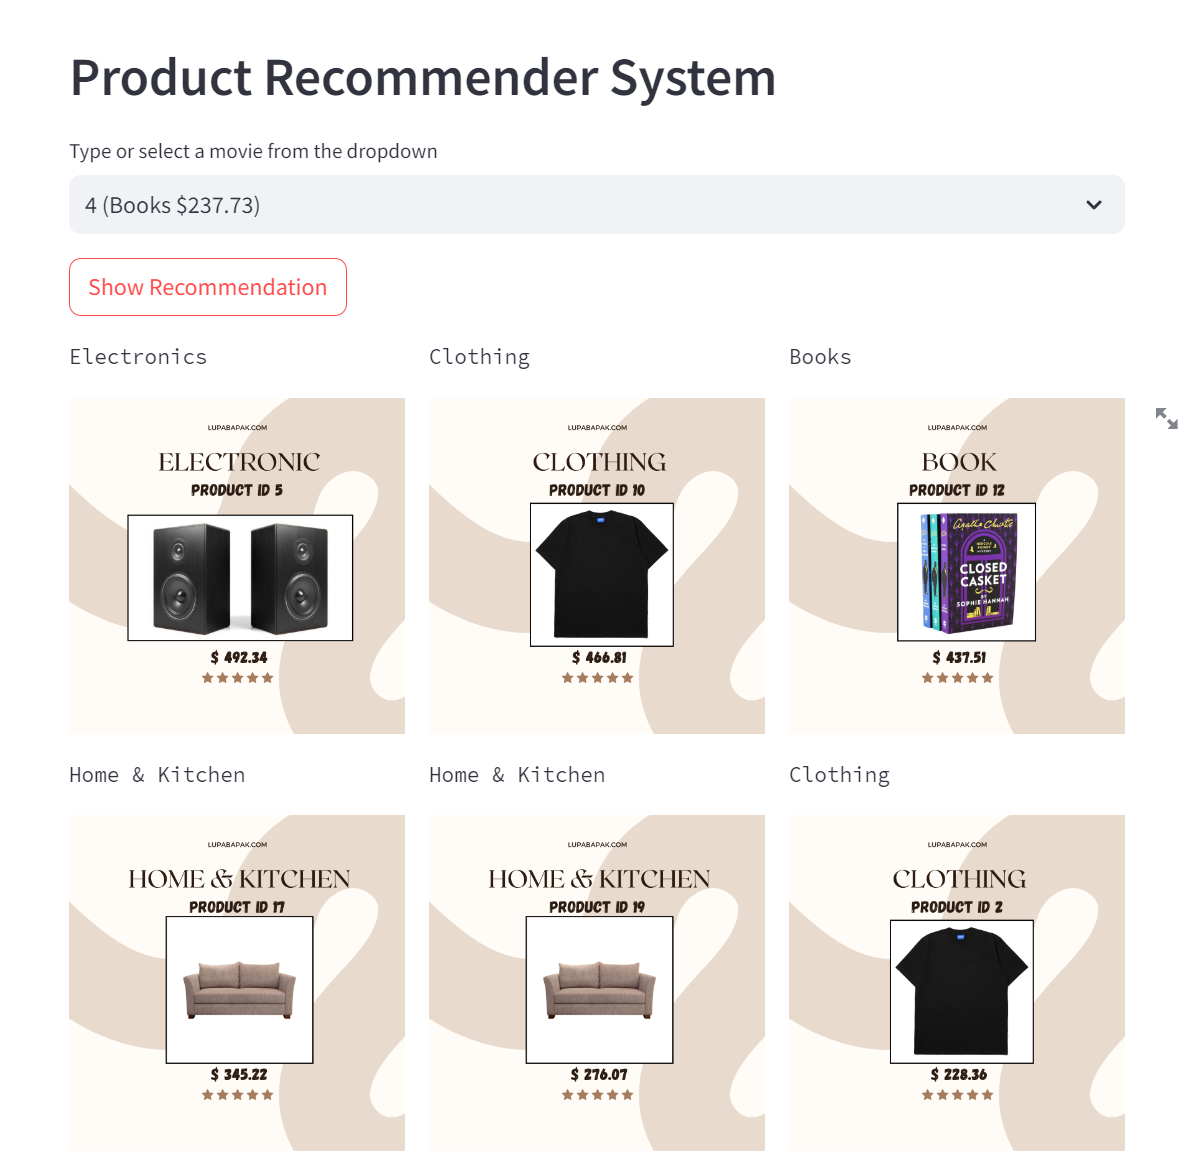 Product Recommender System
Type or select a movie from the dropdown
4 (Books $237.73)
Show Recommendation
Electronics
LUPABAPAK.COM
ELECTRONIC
PRODUCT ID 5
$ 492.34
Clothing
LUPABAPAK.COM
CLOTHING
PRODUCT ID 10
$ 466.81
Books
LUPABAPAK.COM
BOOK
PRODUCT ID 12
Agatha Christie
A
HERCULE
POIROT
MYSTERY
CLOSED
CASKET
BY
SOPHIE HANNAH
$ 437.51
Home & Kitchen
LUPABAPAK.COM
HOME & KITCHEN
PRODUCT ID 17
$ 345.22
Home & Kitchen
LUPABAPAK.COM
HOME & KITCHEN
PRODUCT ID 19
$ 276.07
Clothing
LUPABAPAK.COM
CLOTHING
PRODUCT ID 2
$ 228.36